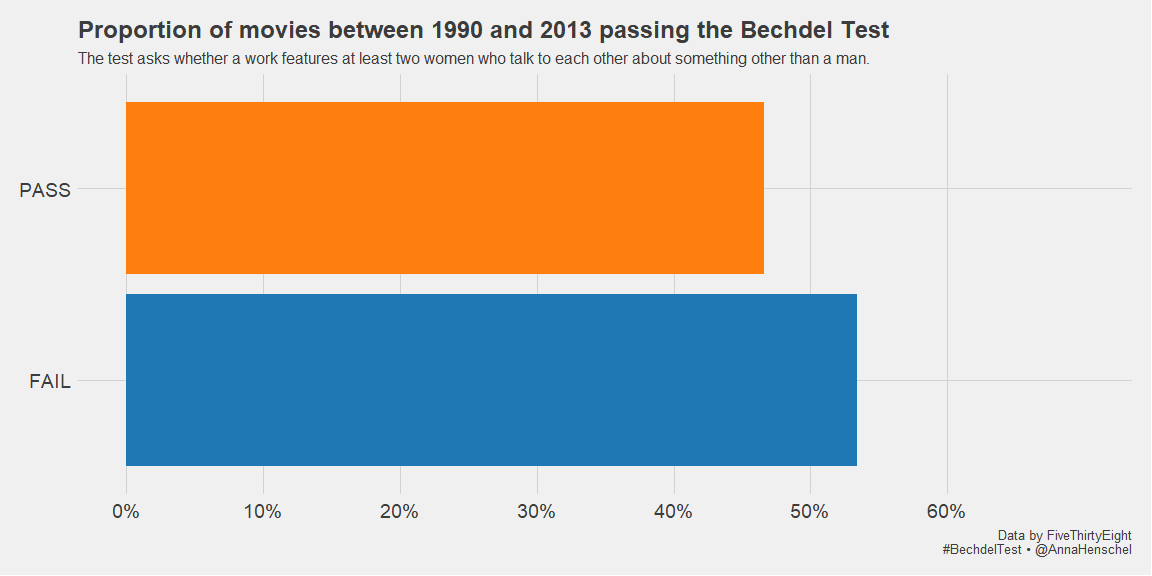 Proportion of movies between 1990 and 2013 passing the Bechdel Test
The test asks whether a work features at least two women who talk to each other about something other than a man.
PASS
FAIL
0% 10% 20% 30% 40% 50% 60%
Data by FiveThirtyEight
#BechdelTest • @AnnaHenschel